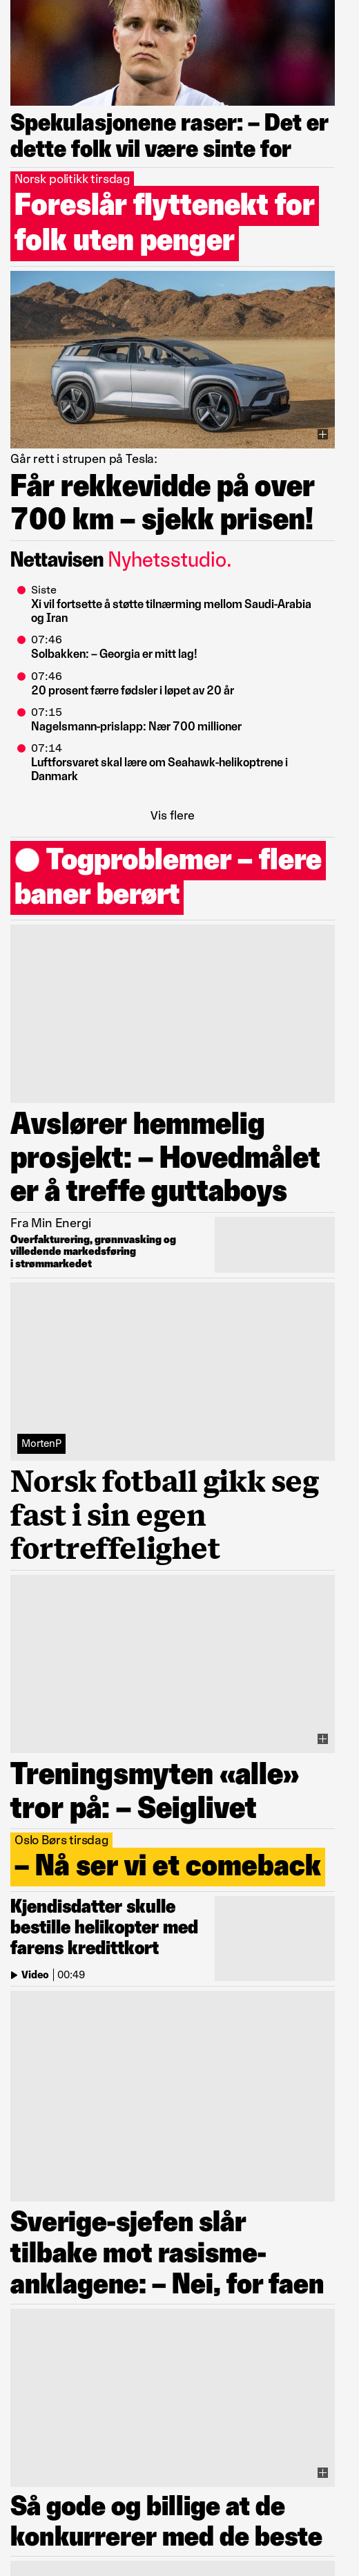 Spekulasjonene raser: – Det er
dette folk vil være sinte for
Norsk politikk tirsdag
Foreslår flyttenekt for
folk uten penger
Går rett i strupen på Tesla:
Får rekkevidde på over
700 km – sjekk prisen!
Nettavisen Nyhetsstudio.
Siste
Xi vil fortsette å støtte tilnærming mellom Saudi-Arabia
og Iran
07:46
Solbakken: – Georgia er mitt lag!
07:46
20 prosent færre fødsler i løpet av 20 år
07:15
Nagelsmann-prislapp: Nær 700 millioner
07:14
Luftforsvaret skal lære om Seahawk-helikoptrene i
Danmark
Vis flere
Togproblemer – flere
baner berørt
Avslører hemmelig
prosjekt: – Hovedmålet
er å treffe guttaboys
Fra Min Energi
Overfakturering, grønnvasking og
villedende markedsføring
i strømmarkedet
MortenP
Norsk fotball gikk seg
fast i sin egen
fortreffelighet
Treningsmyten «alle»
tror på: – Seiglivet
Oslo Børs tirsdag
– Nå ser vi et comeback
Kjendisdatter skulle
bestille helikopter med
farens kredittkort
Video 00:49
Sverige-sjefen slår
tilbake mot rasisme-
anklagene: – Nei, for faen
Så gode og billige at de
konkurrerer med de beste